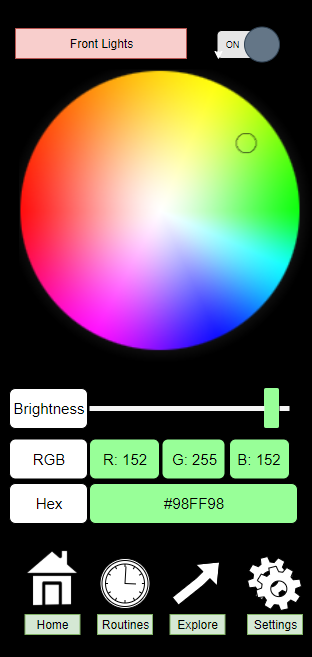 Front Lights
ON
Brightness
RGB R: 152 G: 255 B: 152
Hex #98FF98
Home Routines Explore Settings